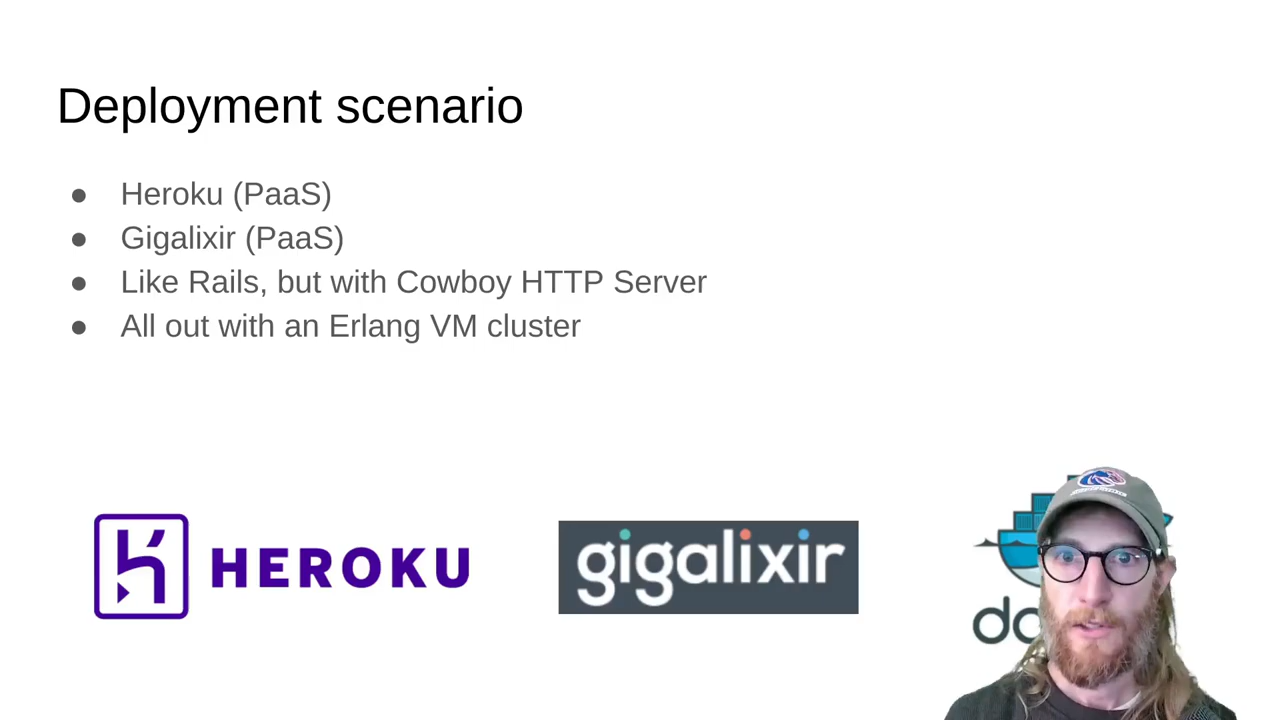 Deployment scenario
● Heroku (PaaS)
● Gigalixir (PaaS)
● Like Rails, but with Cowboy HTTP Server
● All out with an Erlang VM cluster
HEROKU
gigalixir